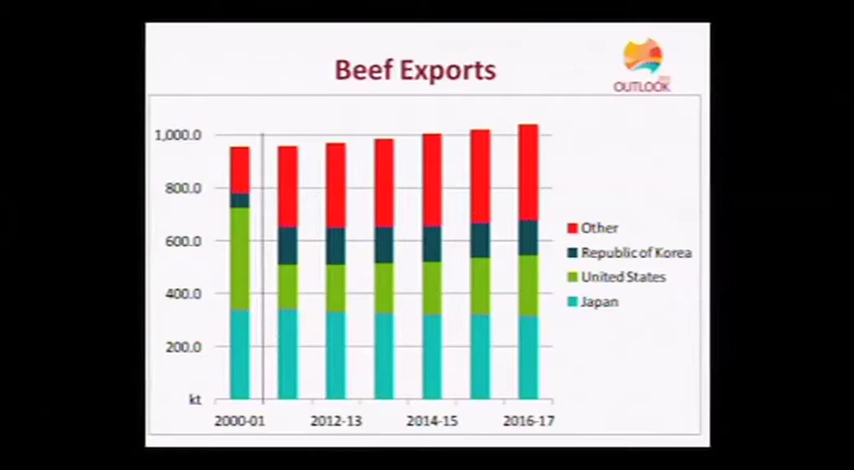 Beef Exports
OUTLOOK
1,000.0
800.0
600.0
400.0
200.0
kt
2000-01
2012-13
2014-15
2016-17
Other
Republic of Korea
United States
Japan